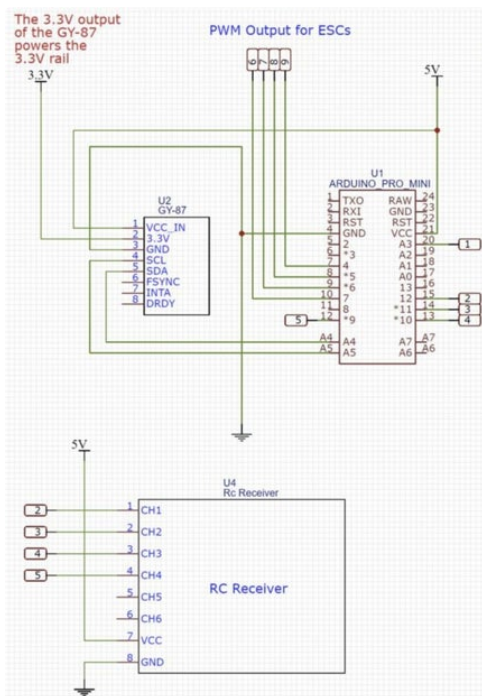 The 3.3V output
of the GY-87
powers the
3.3V rail
3.3V
PWM Output for ESCs
6 7 8 9
5V
U1
ARDUINO_PRO_MINI
1 TXO RAW 24
2 RXI GND 23
3 RST RST 22
4 GND VCC 21
5 2 A3 20 1
6 *3 A2 19
7 4 A1 18
8 *5 A0 17
9 *6 13 16
10 7 12 15 2
11 8 *11 14 3
5 12 *9 *10 13 4
A4 A4 A7 A7
A5 A5 A6 A6
U2
GY-87
1 VCC_IN
2 3.3V
3 GND
4 SCL
5 SDA
6 FSYNC
7 INTA
8 DRDY
5V
U4
Rc Receiver
2 1 CH1
3 2 CH2
4 3 CH3
5 4 CH4
5 CH5
6 CH6
7 VCC
8 GND
RC Receiver